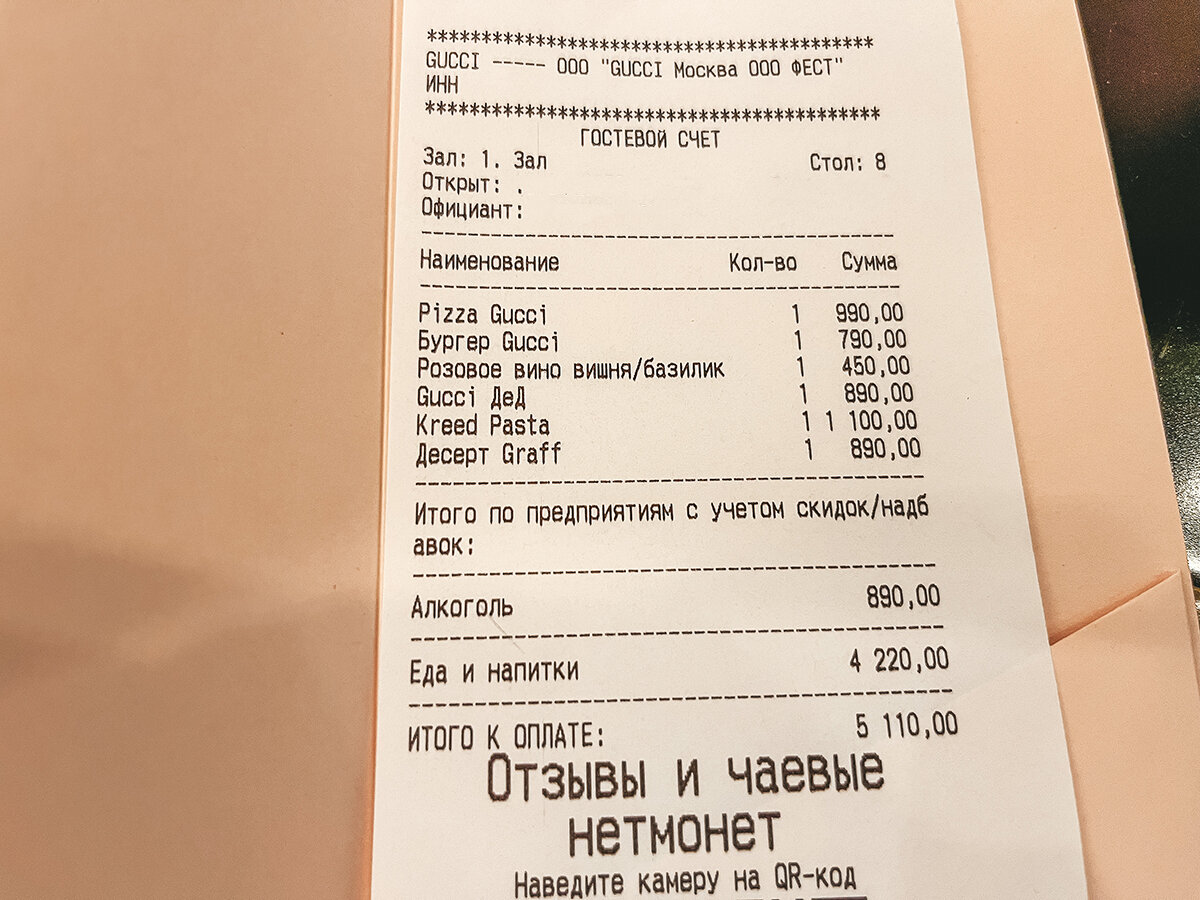 ******************************************
GUCCI ----- ООО "GUCCI Москва ООО ФЕСТ"
ИНН
******************************************
ГОСТЕВОЙ СЧЕТ
Зал: 1. Зал Стол: 8
Открыт: .
Официант:
------------------------------------------
Наименование Кол-во Сумма
------------------------------------------
Pizza Gucci 1 990,00
Бургер Gucci 1 790,00
Розовое вино вишня/базилик 1 450,00
Gucci ДеД 1 890,00
Kreed Pasta 1 1 100,00
Десерт Graff 1 890,00
------------------------------------------
Итого по предприятиям с учетом скидок/надб
авок:
------------------------------------------
Алкоголь 890,00
------------------------------------------
Еда и напитки 4 220,00
------------------------------------------
ИТОГО К ОПЛАТЕ: 5 110,00
Отзывы и чаевые
нетмонет
Наведите камеру на QR-код